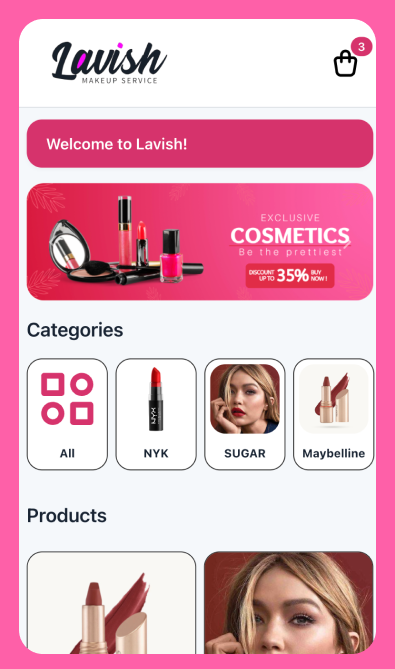 Lavish
MAKEUP SERVICE
3
Welcome to Lavish!
EXCLUSIVE
COSMETICS
Be the prettiest
DISCOUNT
UP TO
35%
BUY
NOW!
Categories
NYX
All
NYK
SUGAR
Maybelline
Products